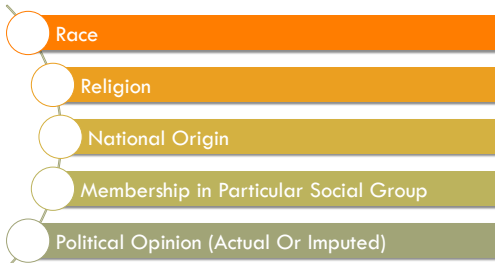 Race
Religion
National Origin
Membership in Particular Social Group
Political Opinion (Actual Or Imputed)